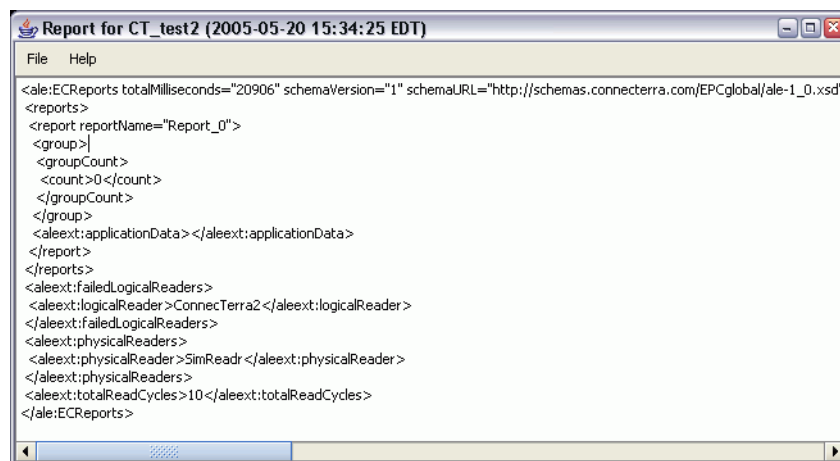 Report for CT_test2 (2005-05-20 15:34:25 EDT)
File Help
<ale:ECReports totalMilliseconds="20906" schemaVersion="1" schemaURL="http://schemas.connecterra.com/EPCglobal/ale-1_0.xsd"
<reports>
<report reportName="Report_0">
<group>
<groupCount>
<count>0</count>
</groupCount>
</group>
<aleext:applicationData></aleext:applicationData>
</report>
</reports>
<aleext:failedLogicalReaders>
<aleext:logicalReader>ConnecTerra2</aleext:logicalReader>
</aleext:failedLogicalReaders>
<aleext:physicalReaders>
<aleext:physicalReader>SimReadr</aleext:physicalReader>
</aleext:physicalReaders>
<aleext:totalReadCycles>10</aleext:totalReadCycles>
</ale:ECReports>